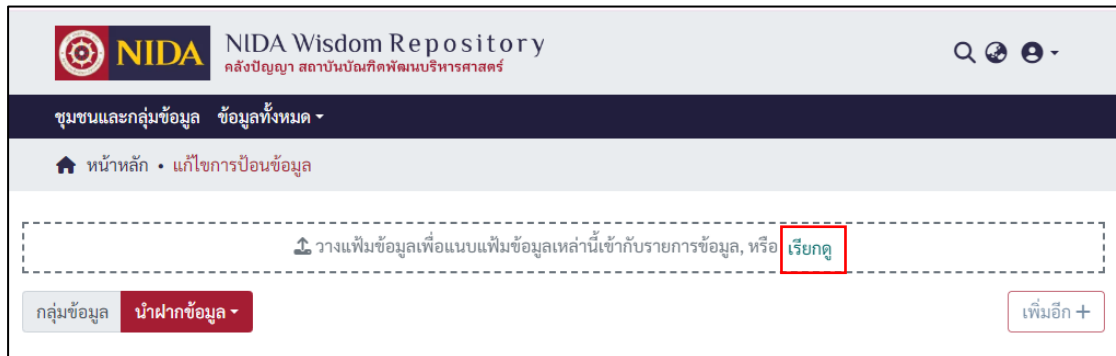 NIDA
NIDA Wisdom Repository
คลังปัญญา สถาบันบัณฑิตพัฒนบริหารศาสตร์
ชุมชนและกลุ่มข้อมูล ข้อมูลทั้งหมด
หน้าหลัก • แก้ไขการป้อนข้อมูล
วางแฟ้มข้อมูลเพื่อแนบแฟ้มข้อมูลเหล่านี้เข้ากับรายการข้อมูล, หรือ เรียกดู
กลุ่มข้อมูล นำฝากข้อมูล เพิ่มอีก +